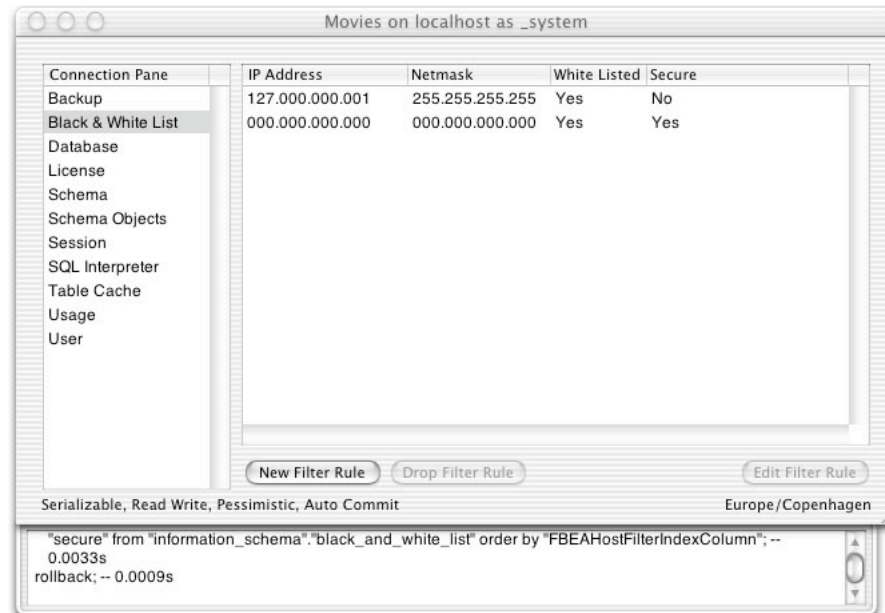 Movies on localhost as _system
Connection Pane
Backup
Black & White List
Database
License
Schema
Schema Objects
Session
SQL Interpreter
Table Cache
Usage
User
IP Address Netmask White Listed Secure
127.000.000.001 255.255.255.255 Yes No
000.000.000.000 000.000.000.000 Yes Yes
New Filter Rule Drop Filter Rule Edit Filter Rule
Serializable, Read Write, Pessimistic, Auto Commit Europe/Copenhagen
"secure" from "information_schema"."black_and_white_list" order by "FBEAHostFilterIndexColumn"; --
0.0033s
rollback; -- 0.0009s